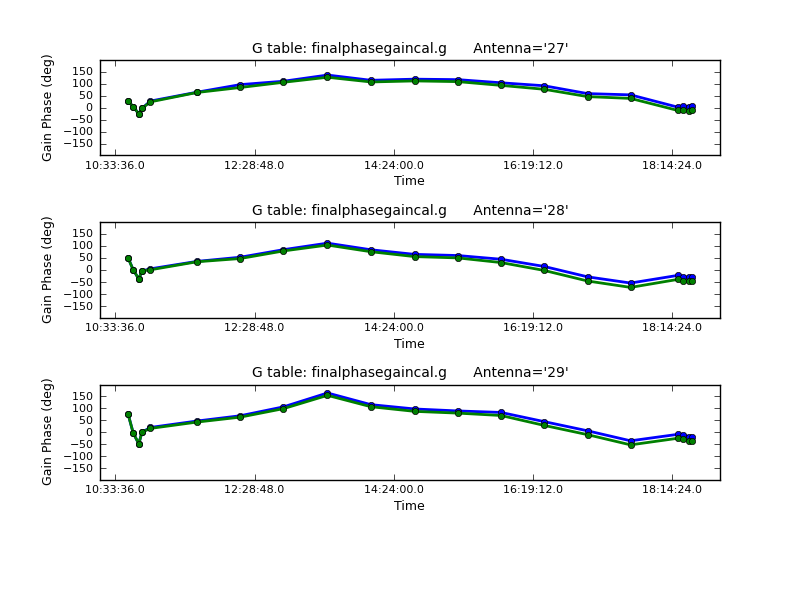 G table: finalphasegaincal.g Antenna='27'
Gain Phase (deg)
150
100
50
0
−50
−100
−150
10:33:36.0 12:28:48.0 14:24:00.0 16:19:12.0 18:14:24.0
Time
G table: finalphasegaincal.g Antenna='28'
Gain Phase (deg)
150
100
50
0
−50
−100
−150
10:33:36.0 12:28:48.0 14:24:00.0 16:19:12.0 18:14:24.0
Time
G table: finalphasegaincal.g Antenna='29'
Gain Phase (deg)
150
100
50
0
−50
−100
−150
10:33:36.0 12:28:48.0 14:24:00.0 16:19:12.0 18:14:24.0
Time